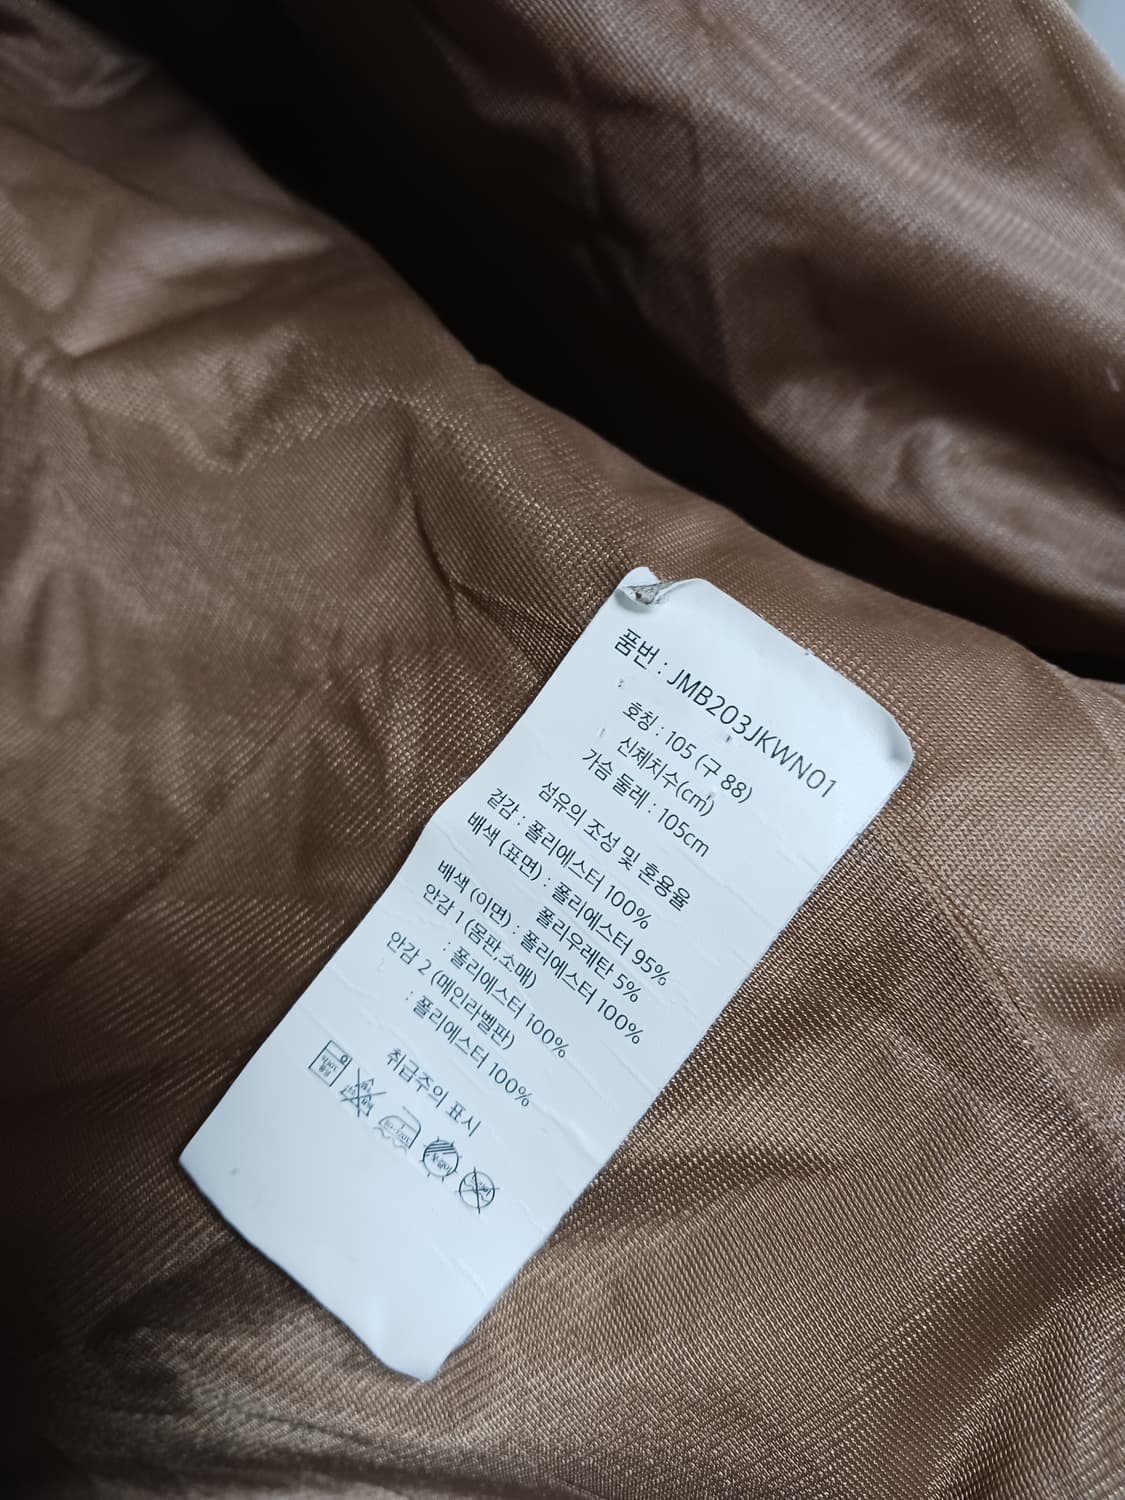 품번 : JMB203JKWN01
호칭 : 105 (구 88)
신체치수(cm)
가슴 둘레 : 105cm
섬유의 조성 및 혼용율
겉감 : 폴리에스터 100%
배색 (표면) : 폴리에스터 95%
폴리우레탄 5%
배색 (이면) : 폴리에스터 100%
안감 1 (몸판,소매)
: 폴리에스터 100%
안감 2 (메인라벨판)
: 폴리에스터 100%
취급주의 표시